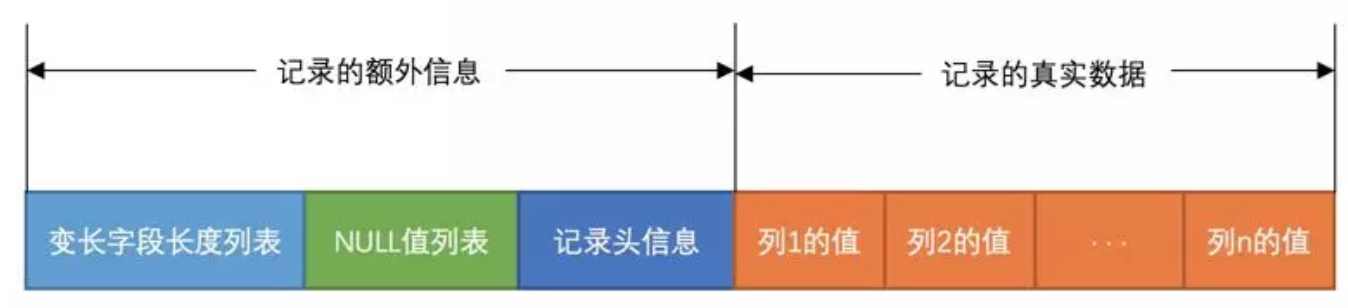 记录的额外信息
记录的真实数据
变长字段长度列表
NULL值列表
记录头信息
列1的值
列2的值
...
列n的值